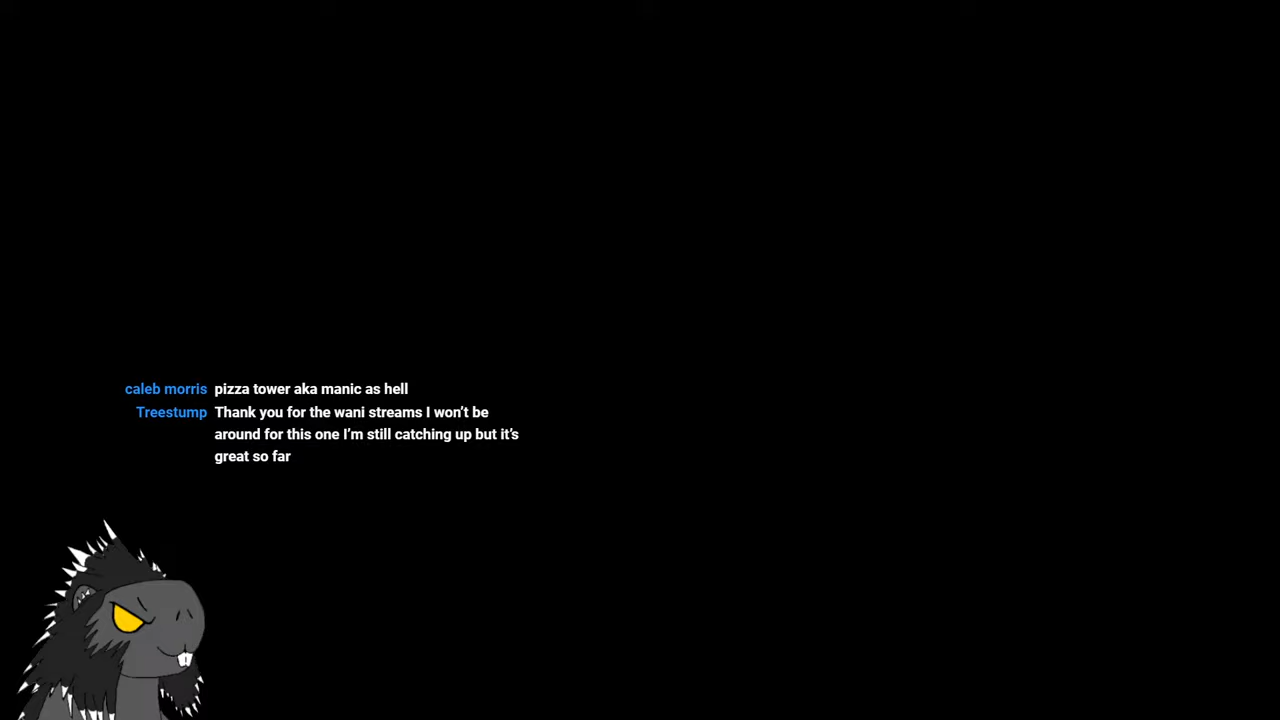 caleb morris pizza tower aka manic as hell
Treestump Thank you for the wani streams I won’t be
around for this one I’m still catching up but it’s
great so far